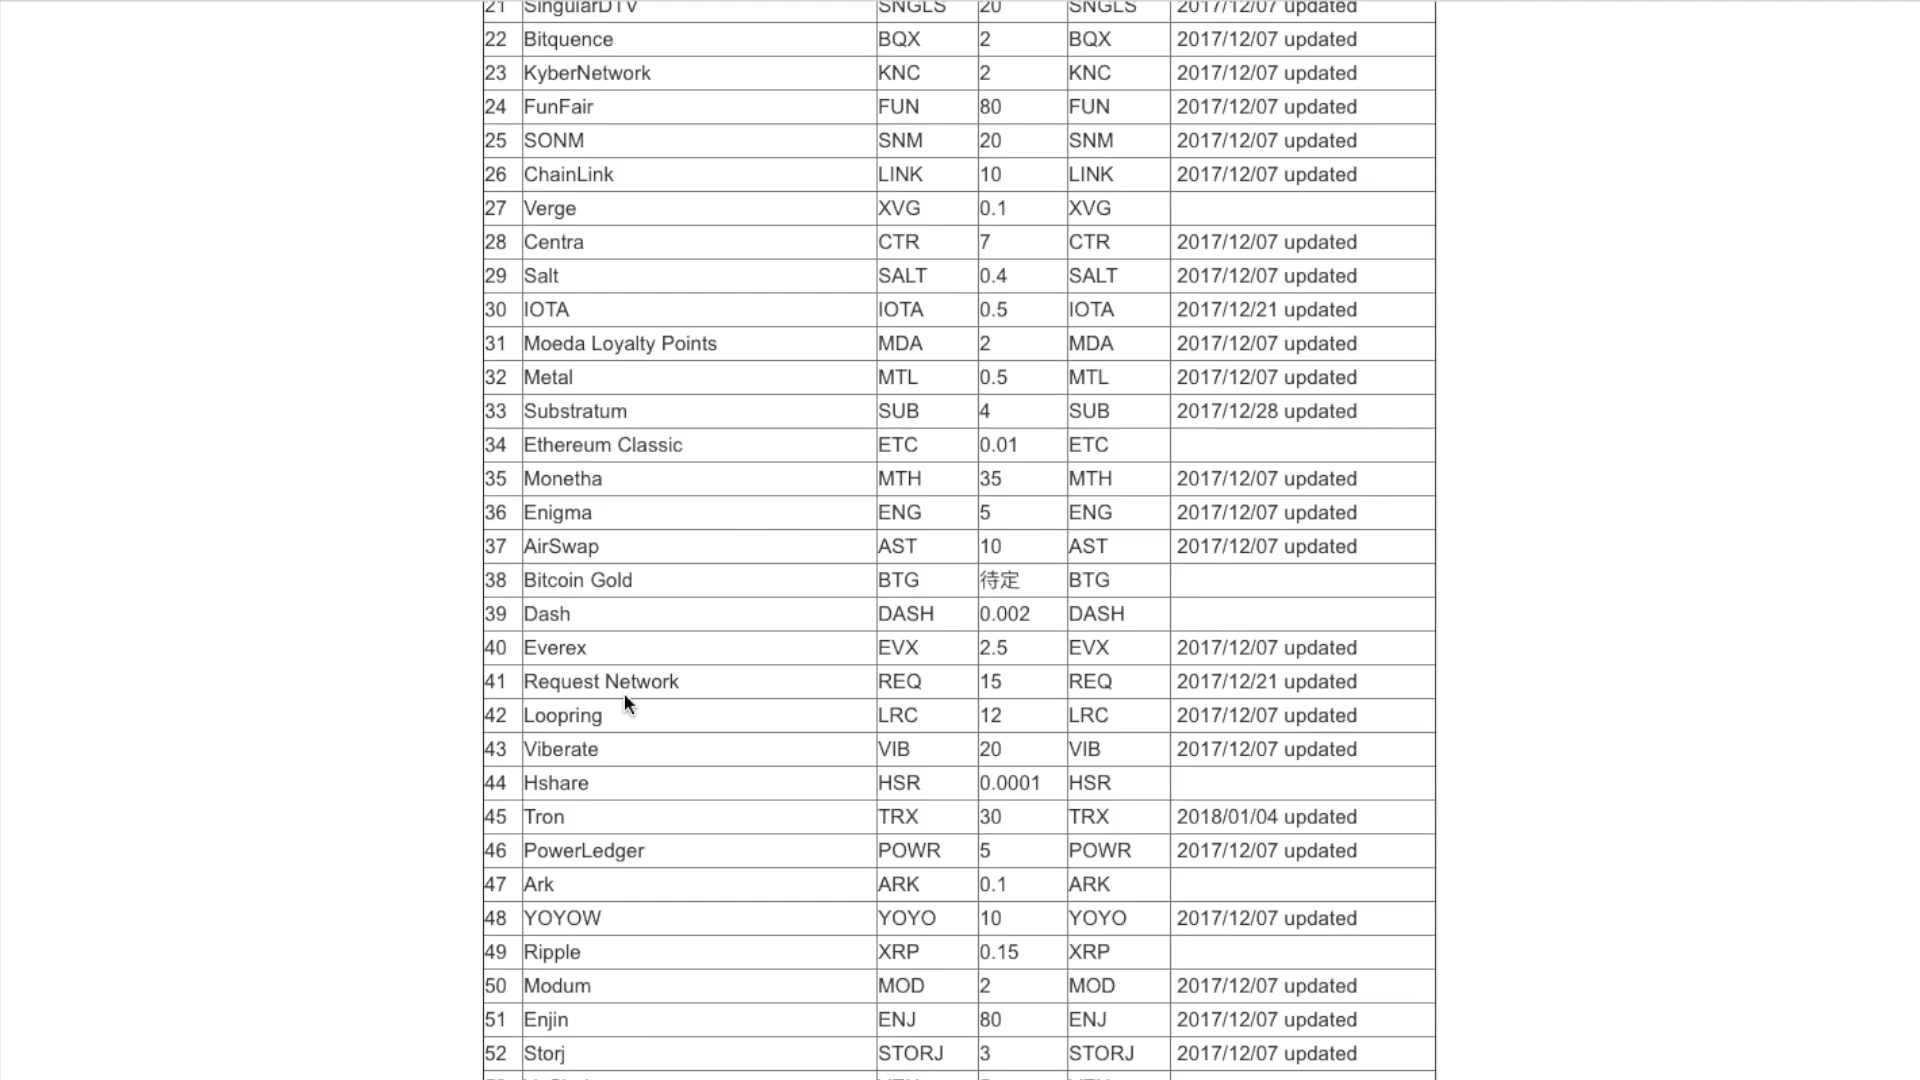 21 SingularDTV SNGLS 20 SNGLS 2017/12/07 updated
22 Bitquence BQX 2 BQX 2017/12/07 updated
23 KyberNetwork KNC 2 KNC 2017/12/07 updated
24 FunFair FUN 80 FUN 2017/12/07 updated
25 SONM SNM 20 SNM 2017/12/07 updated
26 ChainLink LINK 10 LINK 2017/12/07 updated
27 Verge XVG 0.1 XVG
28 Centra CTR 7 CTR 2017/12/07 updated
29 Salt SALT 0.4 SALT 2017/12/07 updated
30 IOTA IOTA 0.5 IOTA 2017/12/21 updated
31 Moeda Loyalty Points MDA 2 MDA 2017/12/07 updated
32 Metal MTL 0.5 MTL 2017/12/07 updated
33 Substratum SUB 4 SUB 2017/12/28 updated
34 Ethereum Classic ETC 0.01 ETC
35 Monetha MTH 35 MTH 2017/12/07 updated
36 Enigma ENG 5 ENG 2017/12/07 updated
37 AirSwap AST 10 AST 2017/12/07 updated
38 Bitcoin Gold BTG 待定 BTG
39 Dash DASH 0.002 DASH
40 Everex EVX 2.5 EVX 2017/12/07 updated
41 Request Network REQ 15 REQ 2017/12/21 updated
42 Loopring LRC 12 LRC 2017/12/07 updated
43 Viberate VIB 20 VIB 2017/12/07 updated
44 Hshare HSR 0.0001 HSR
45 Tron TRX 30 TRX 2018/01/04 updated
46 PowerLedger POWR 5 POWR 2017/12/07 updated
47 Ark ARK 0.1 ARK
48 YOYOW YOYO 10 YOYO 2017/12/07 updated
49 Ripple XRP 0.15 XRP
50 Modum MOD 2 MOD 2017/12/07 updated
51 Enjin ENJ 80 ENJ 2017/12/07 updated
52 Storj STORJ 3 STORJ 2017/12/07 updated